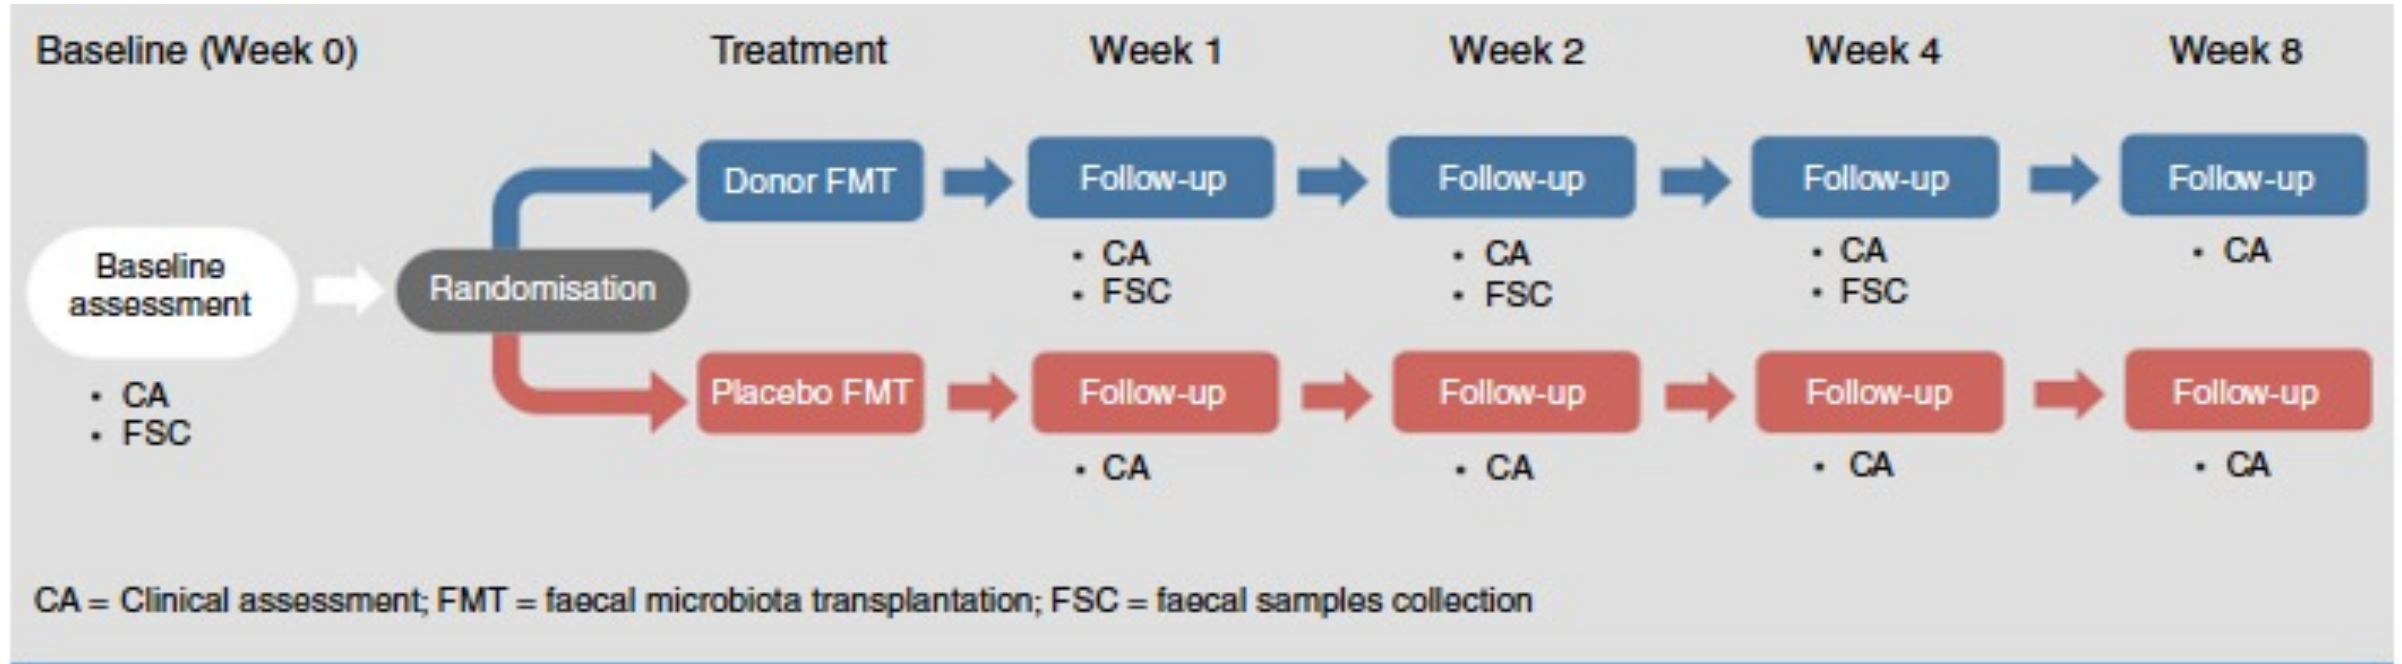 Baseline (Week 0) Treatment Week 1 Week 2 Week 4 Week 8
Donor FMT Follow-up Follow-up Follow-up Follow-up
• CA • CA • CA • CA
• FSC • FSC • FSC
Baseline
assessment
Randomisation
• CA
• FSC
Placebo FMT Follow-up Follow-up Follow-up Follow-up
• CA • CA • CA • CA
CA = Clinical assessment; FMT = faecal microbiota transplantation; FSC = faecal samples collection